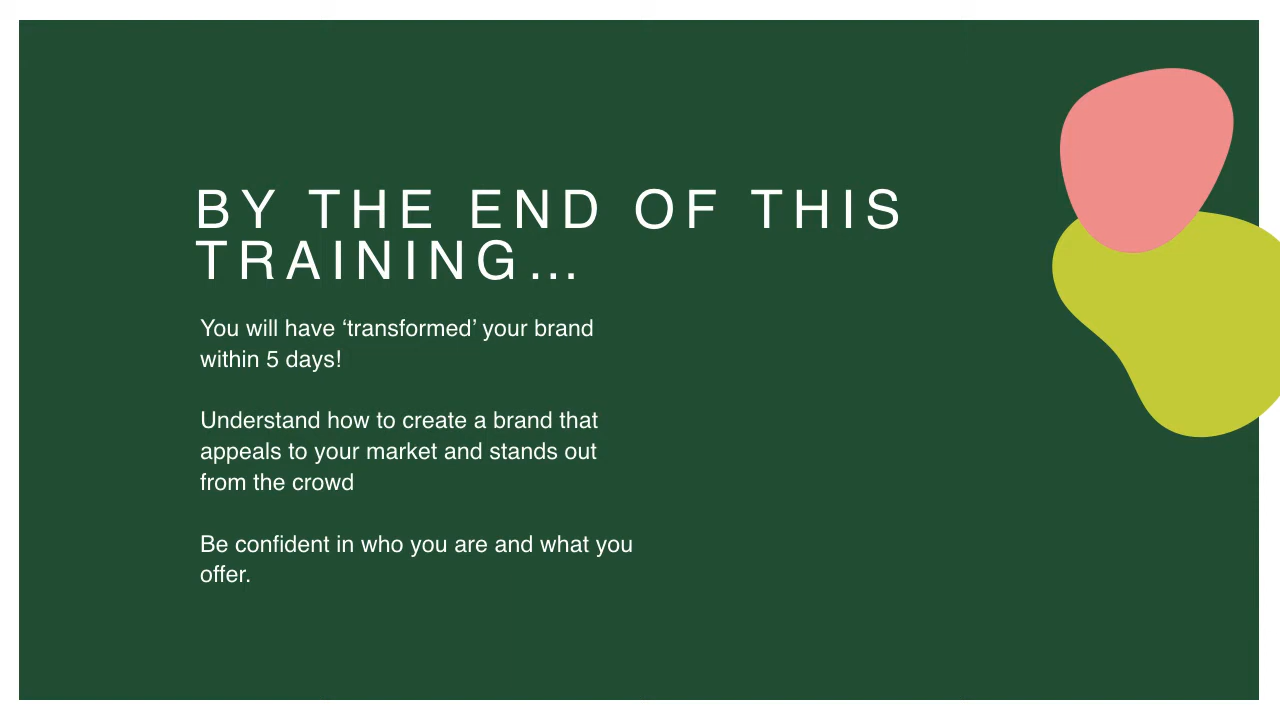 BY THE END OF THIS
TRAINING...
You will have ‘transformed’ your brand
within 5 days!
Understand how to create a brand that
appeals to your market and stands out
from the crowd
Be confident in who you are and what you
offer.